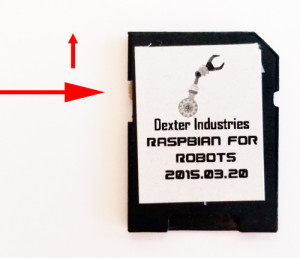 Dexter Industries
RASPBIAN FOR
ROBOTS
2015.03.20